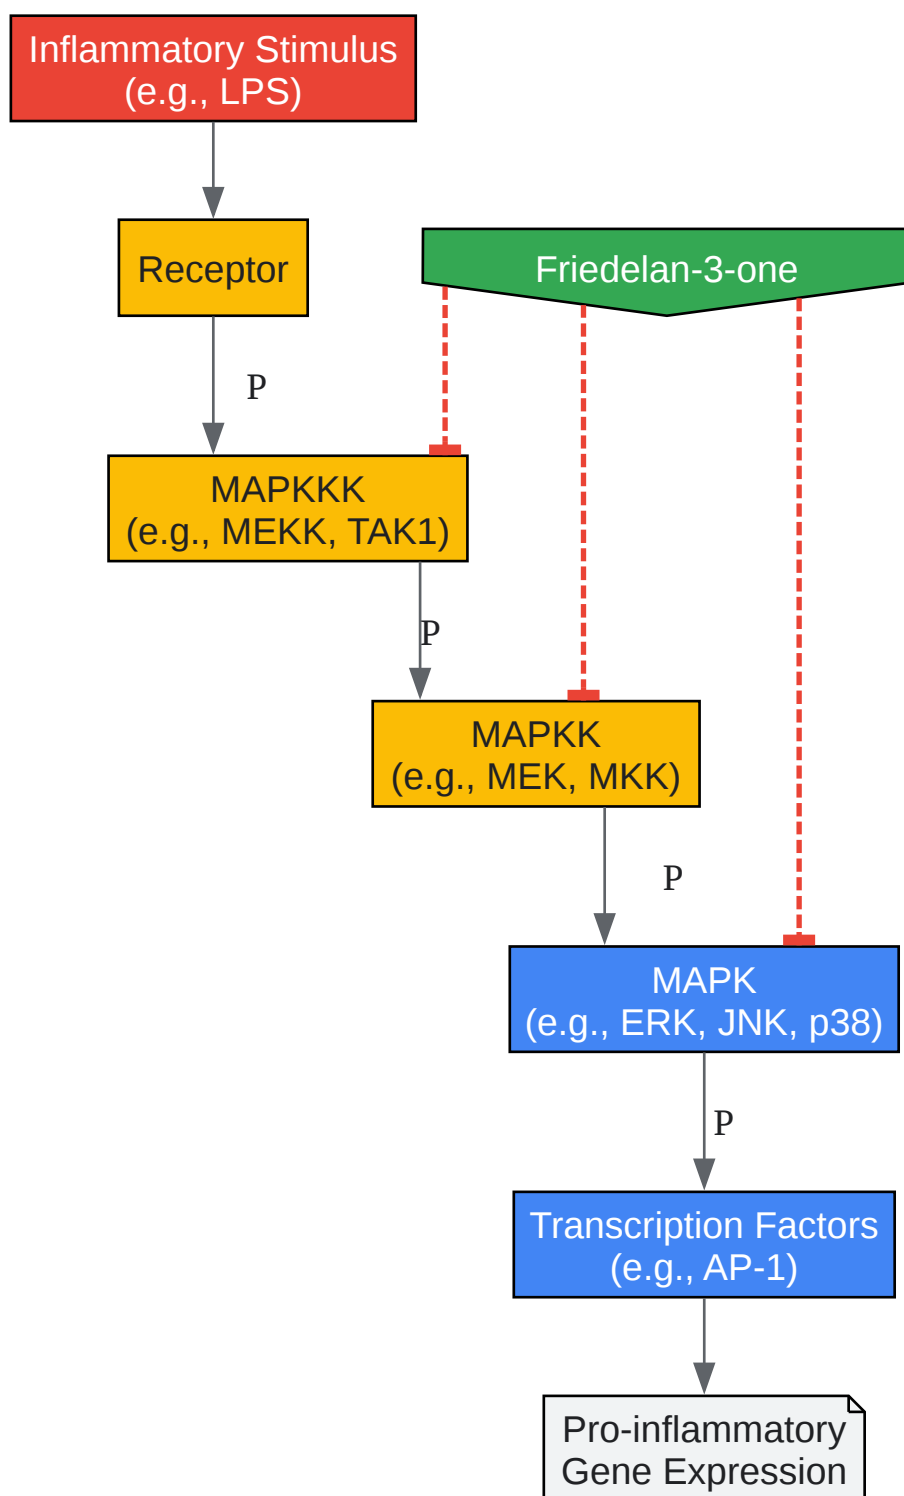 Inflammatory Stimulus
(e.g., LPS)
Receptor
Friedelan-3-one
P
MAPKKK
(e.g., MEKK, TAK1)
P
MAPKK
(e.g., MEK, MKK)
P
MAPK
(e.g., ERK, JNK, p38)
P
Transcription Factors
(e.g., AP-1)
Pro-inflammatory
Gene Expression